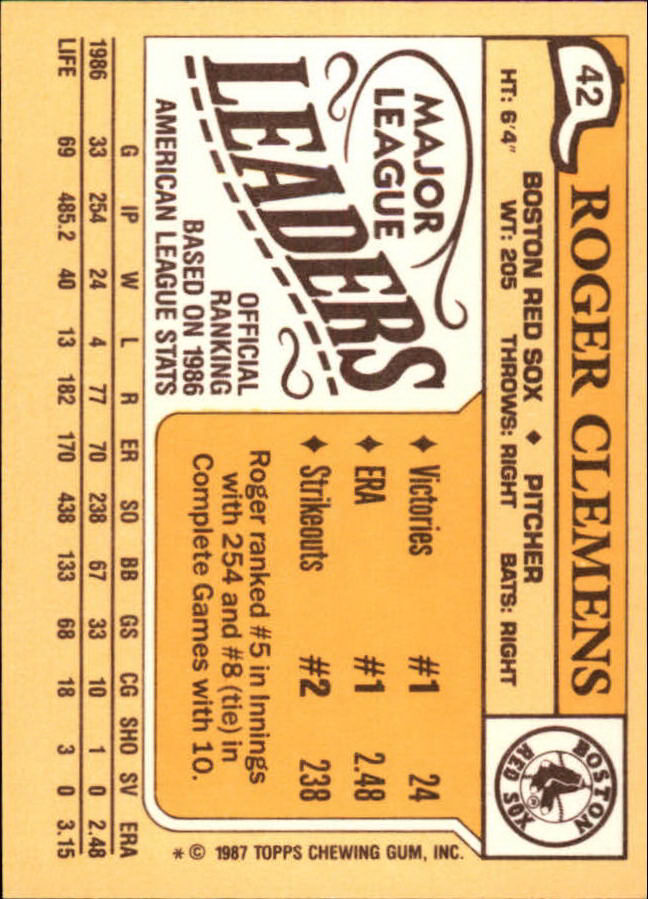 42
ROGER CLEMENS
BOSTON RED SOX ♦ PITCHER
HT: 6'4" WT: 205 THROWS: RIGHT BATS: RIGHT
BOSTON
RED SOX
MAJOR
LEAGUE
LEADERS
OFFICIAL
RANKING
BASED ON 1986
AMERICAN LEAGUE STATS
♦ Victories #1 24
♦ ERA #1 2.48
♦ Strikeouts #2 238
Roger ranked #5 in Innings
with 254 and #8 (tie) in
Complete Games with 10.
* © 1987 TOPPS CHEWING GUM, INC.
G IP W L R ER SO BB GS CG SHO SV ERA
1986 33 254 24 4 77 70 238 67 33 10 1 0 2.48
LIFE 69 485.2 40 13 182 170 438 133 68 18 3 0 3.15